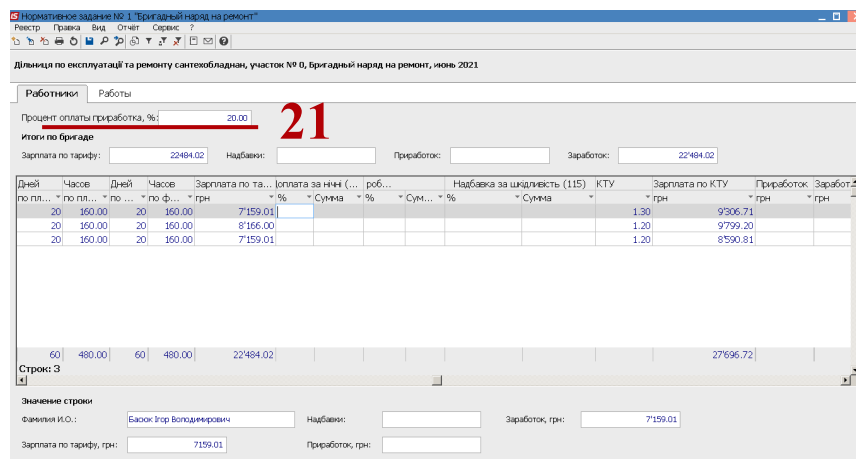 Нормативное задание № 1 "Бригадный наряд на ремонт"
Реестр Правка Вид Отчёт Сервис ?
Дільниця по експлуатації та ремонту сантехобладнан, участок № 0, Бригадный наряд на ремонт, июнь 2021
Работники Работы
Процент оплаты приработка, %: 20.00
21
Итоги по бригаде
Зарплата по тарифу: 22484.02 Надбавки: Приработок: Заработок: 22'484.02
Дней Часов Дней Часов Зарплата по та... (оплата за нічні (... роб... Надбавка за шкідливість (115) КТУ Зарплата по КТУ Приработок Заработ.
по пл... по пл... по ... по ф... грн % Сумма % Сум... % Сумма грн грн грн
20 160.00 20 160.00 7'159.01 1.30 9'306.71
20 160.00 20 160.00 8'166.00 1.20 9'799.20
20 160.00 20 160.00 7'159.01 1.20 8'590.81
60 480.00 60 480.00 22'484.02 27'696.72
Строк: 3
Значение строки
Фамилия И.О.: Басюк Ігор Володимирович Надбавки: Заработок, грн: 7'159.01
Зарплата по тарифу, грн: 7159.01 Приработок, грн: